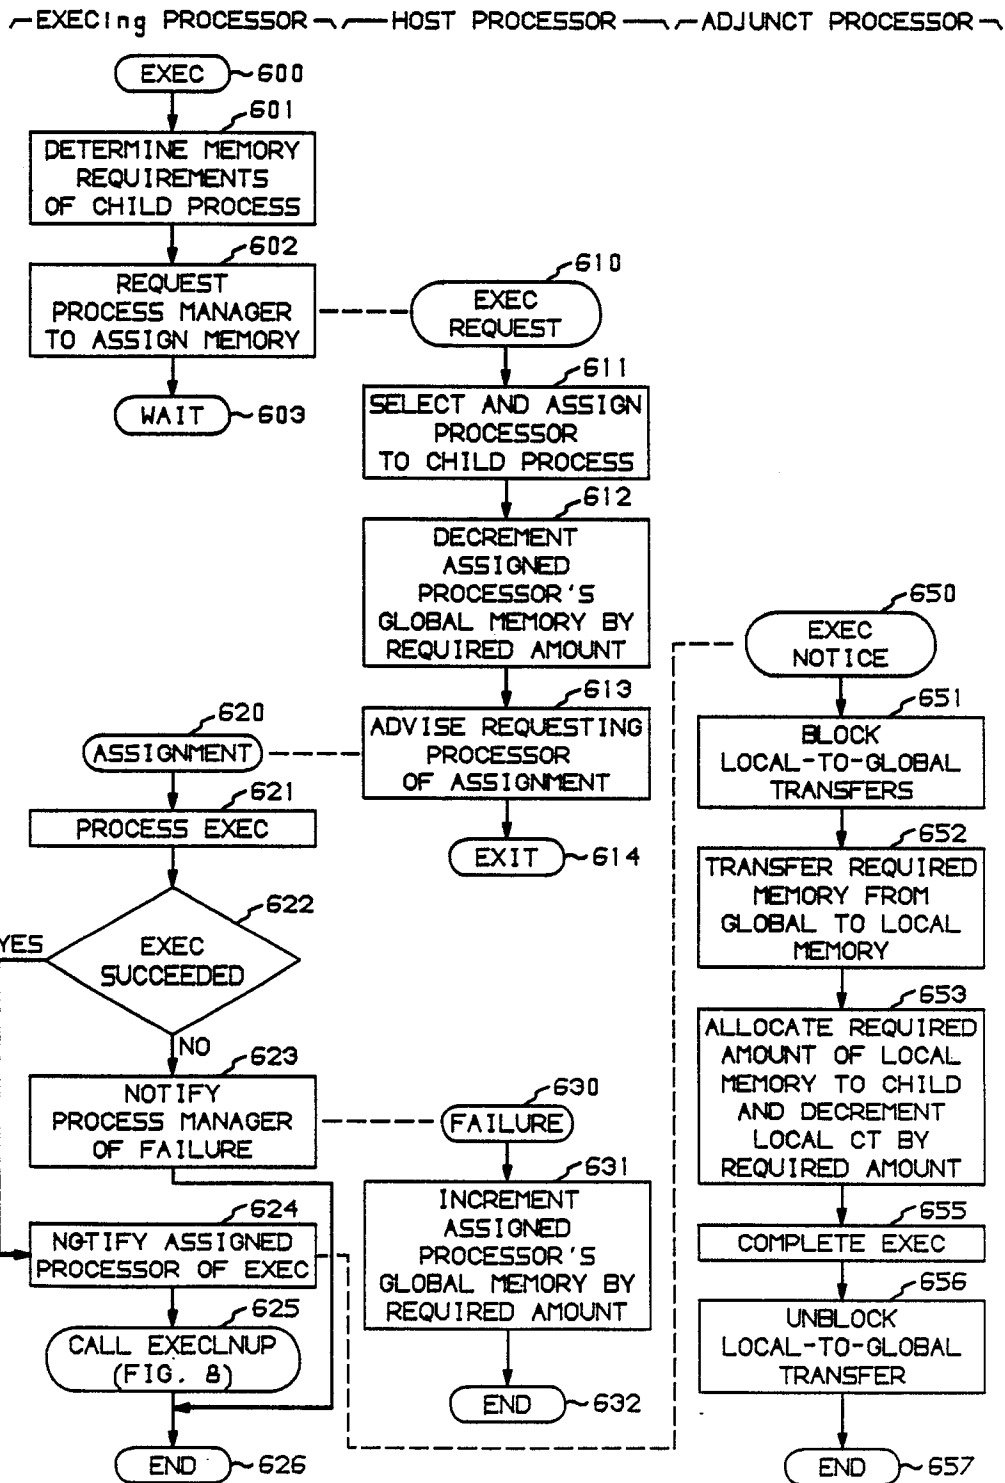 EXECing PROCESSOR
HOST PROCESSOR
ADJUNCT PROCESSOR
EXEC
600
601
DETERMINE MEMORY
REQUIREMENTS
OF CHILD PROCESS
602
REQUEST
PROCESS MANAGER
TO ASSIGN MEMORY
WAIT
603
610
EXEC
REQUEST
611
SELECT AND ASSIGN
PROCESSOR
TO CHILD PROCESS
612
DECREMENT
ASSIGNED
PROCESSOR'S
GLOBAL MEMORY BY
REQUIRED AMOUNT
613
ADVISE REQUESTING
PROCESSOR
OF ASSIGNMENT
EXIT
614
620
ASSIGNMENT
621
PROCESS EXEC
622
EXEC
SUCCEEDED
YES
NO
623
NOTIFY
PROCESS MANAGER
OF FAILURE
624
NOTIFY ASSIGNED
PROCESSOR OF EXEC
625
CALL EXECLNUP
(FIG. 8)
END
626
630
FAILURE
631
INCREMENT
ASSIGNED
PROCESSOR'S
GLOBAL MEMORY BY
REQUIRED AMOUNT
END
632
650
EXEC
NOTICE
651
BLOCK
LOCAL-TO-GLOBAL
TRANSFERS
652
TRANSFER REQUIRED
MEMORY FROM
GLOBAL TO LOCAL
MEMORY
653
ALLOCATE REQUIRED
AMOUNT OF LOCAL
MEMORY TO CHILD
AND DECREMENT
LOCAL CT BY
REQUIRED AMOUNT
655
COMPLETE EXEC
656
UNBLOCK
LOCAL-TO-GLOBAL
TRANSFER
END
657